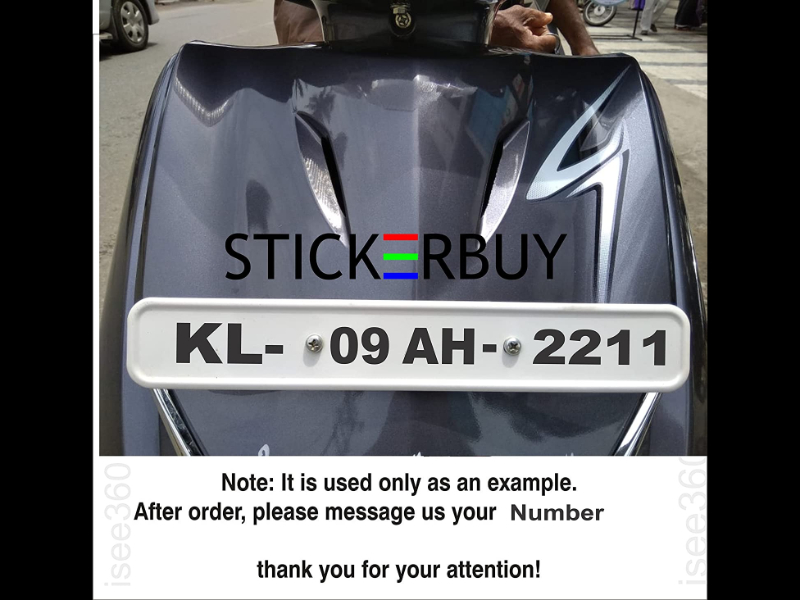 STICKERBUY
KL- 09 AH- 2211
Note: It is used only as an example.
After order, please message us your Number
thank you for your attention!
isee360
isee360